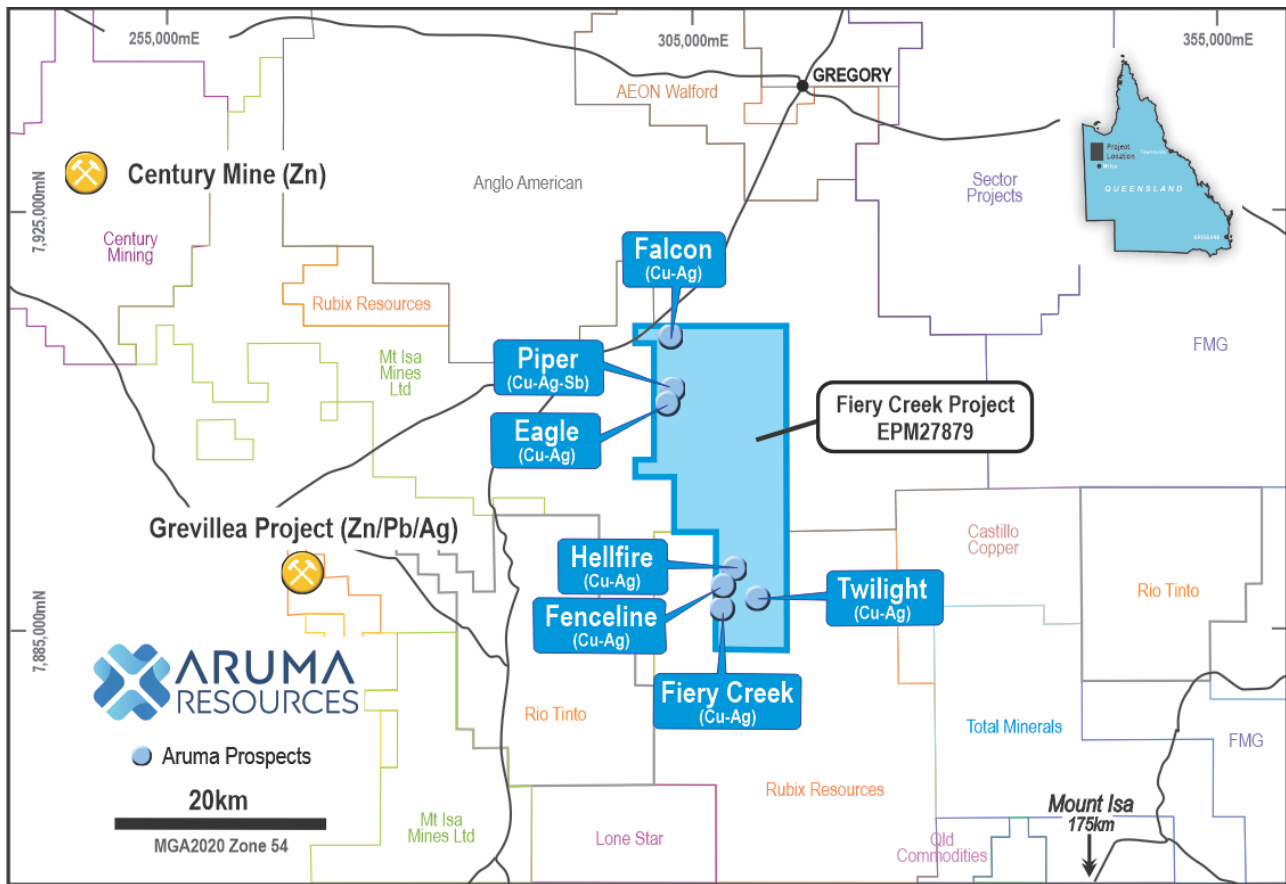 255,000mE
305,000mE
355,000mE
GREGORY
AEON Walford
Project
Location
QUEENSLAND
BRISBANE
Century Mine (Zn)
Anglo American
Sector
Projects
7,925,000mN
Century
Mining
Falcon
(Cu-Ag)
Rubix Resources
Mt Isa
Mines
Ltd
FMG
Piper
(Cu-Ag-Sb)
Fiery Creek Project
EPM27879
Eagle
(Cu-Ag)
Grevillea Project (Zn/Pb/Ag)
Castillo
Copper
Hellfire
(Cu-Ag)
Rio Tinto
Twilight
(Cu-Ag)
Fenceline
(Cu-Ag)
7,885,000mN
ARUMA
RESOURCES
Fiery Creek
(Cu-Ag)
Rio Tinto
Total Minerals
FMG
Aruma Prospects
20km
MGA2020 Zone 54
Rubix Resources
Mount Isa
175km
Mt Isa
Mines Ltd
Lone Star
Qld
Commodities